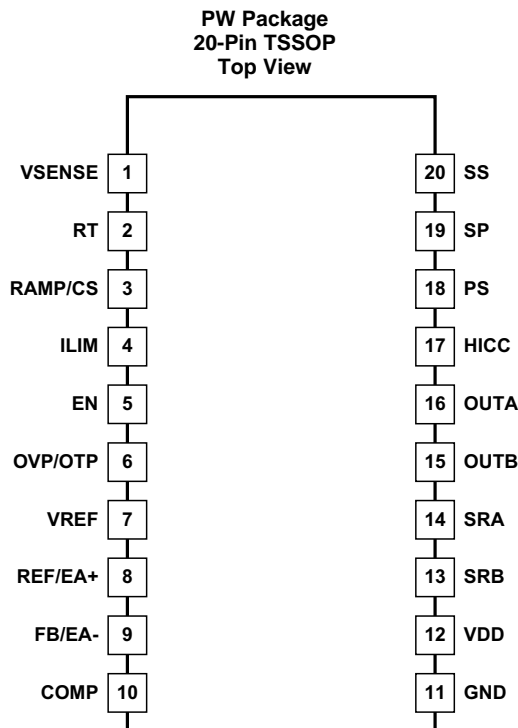 PW Package
20-Pin TSSOP
Top View
VSENSE 1 20 SS
RT 2 19 SP
RAMP/CS 3 18 PS
ILIM 4 17 HICC
EN 5 16 OUTA
OVP/OTP 6 15 OUTB
VREF 7 14 SRA
REF/EA+ 8 13 SRB
FB/EA- 9 12 VDD
COMP 10 11 GND